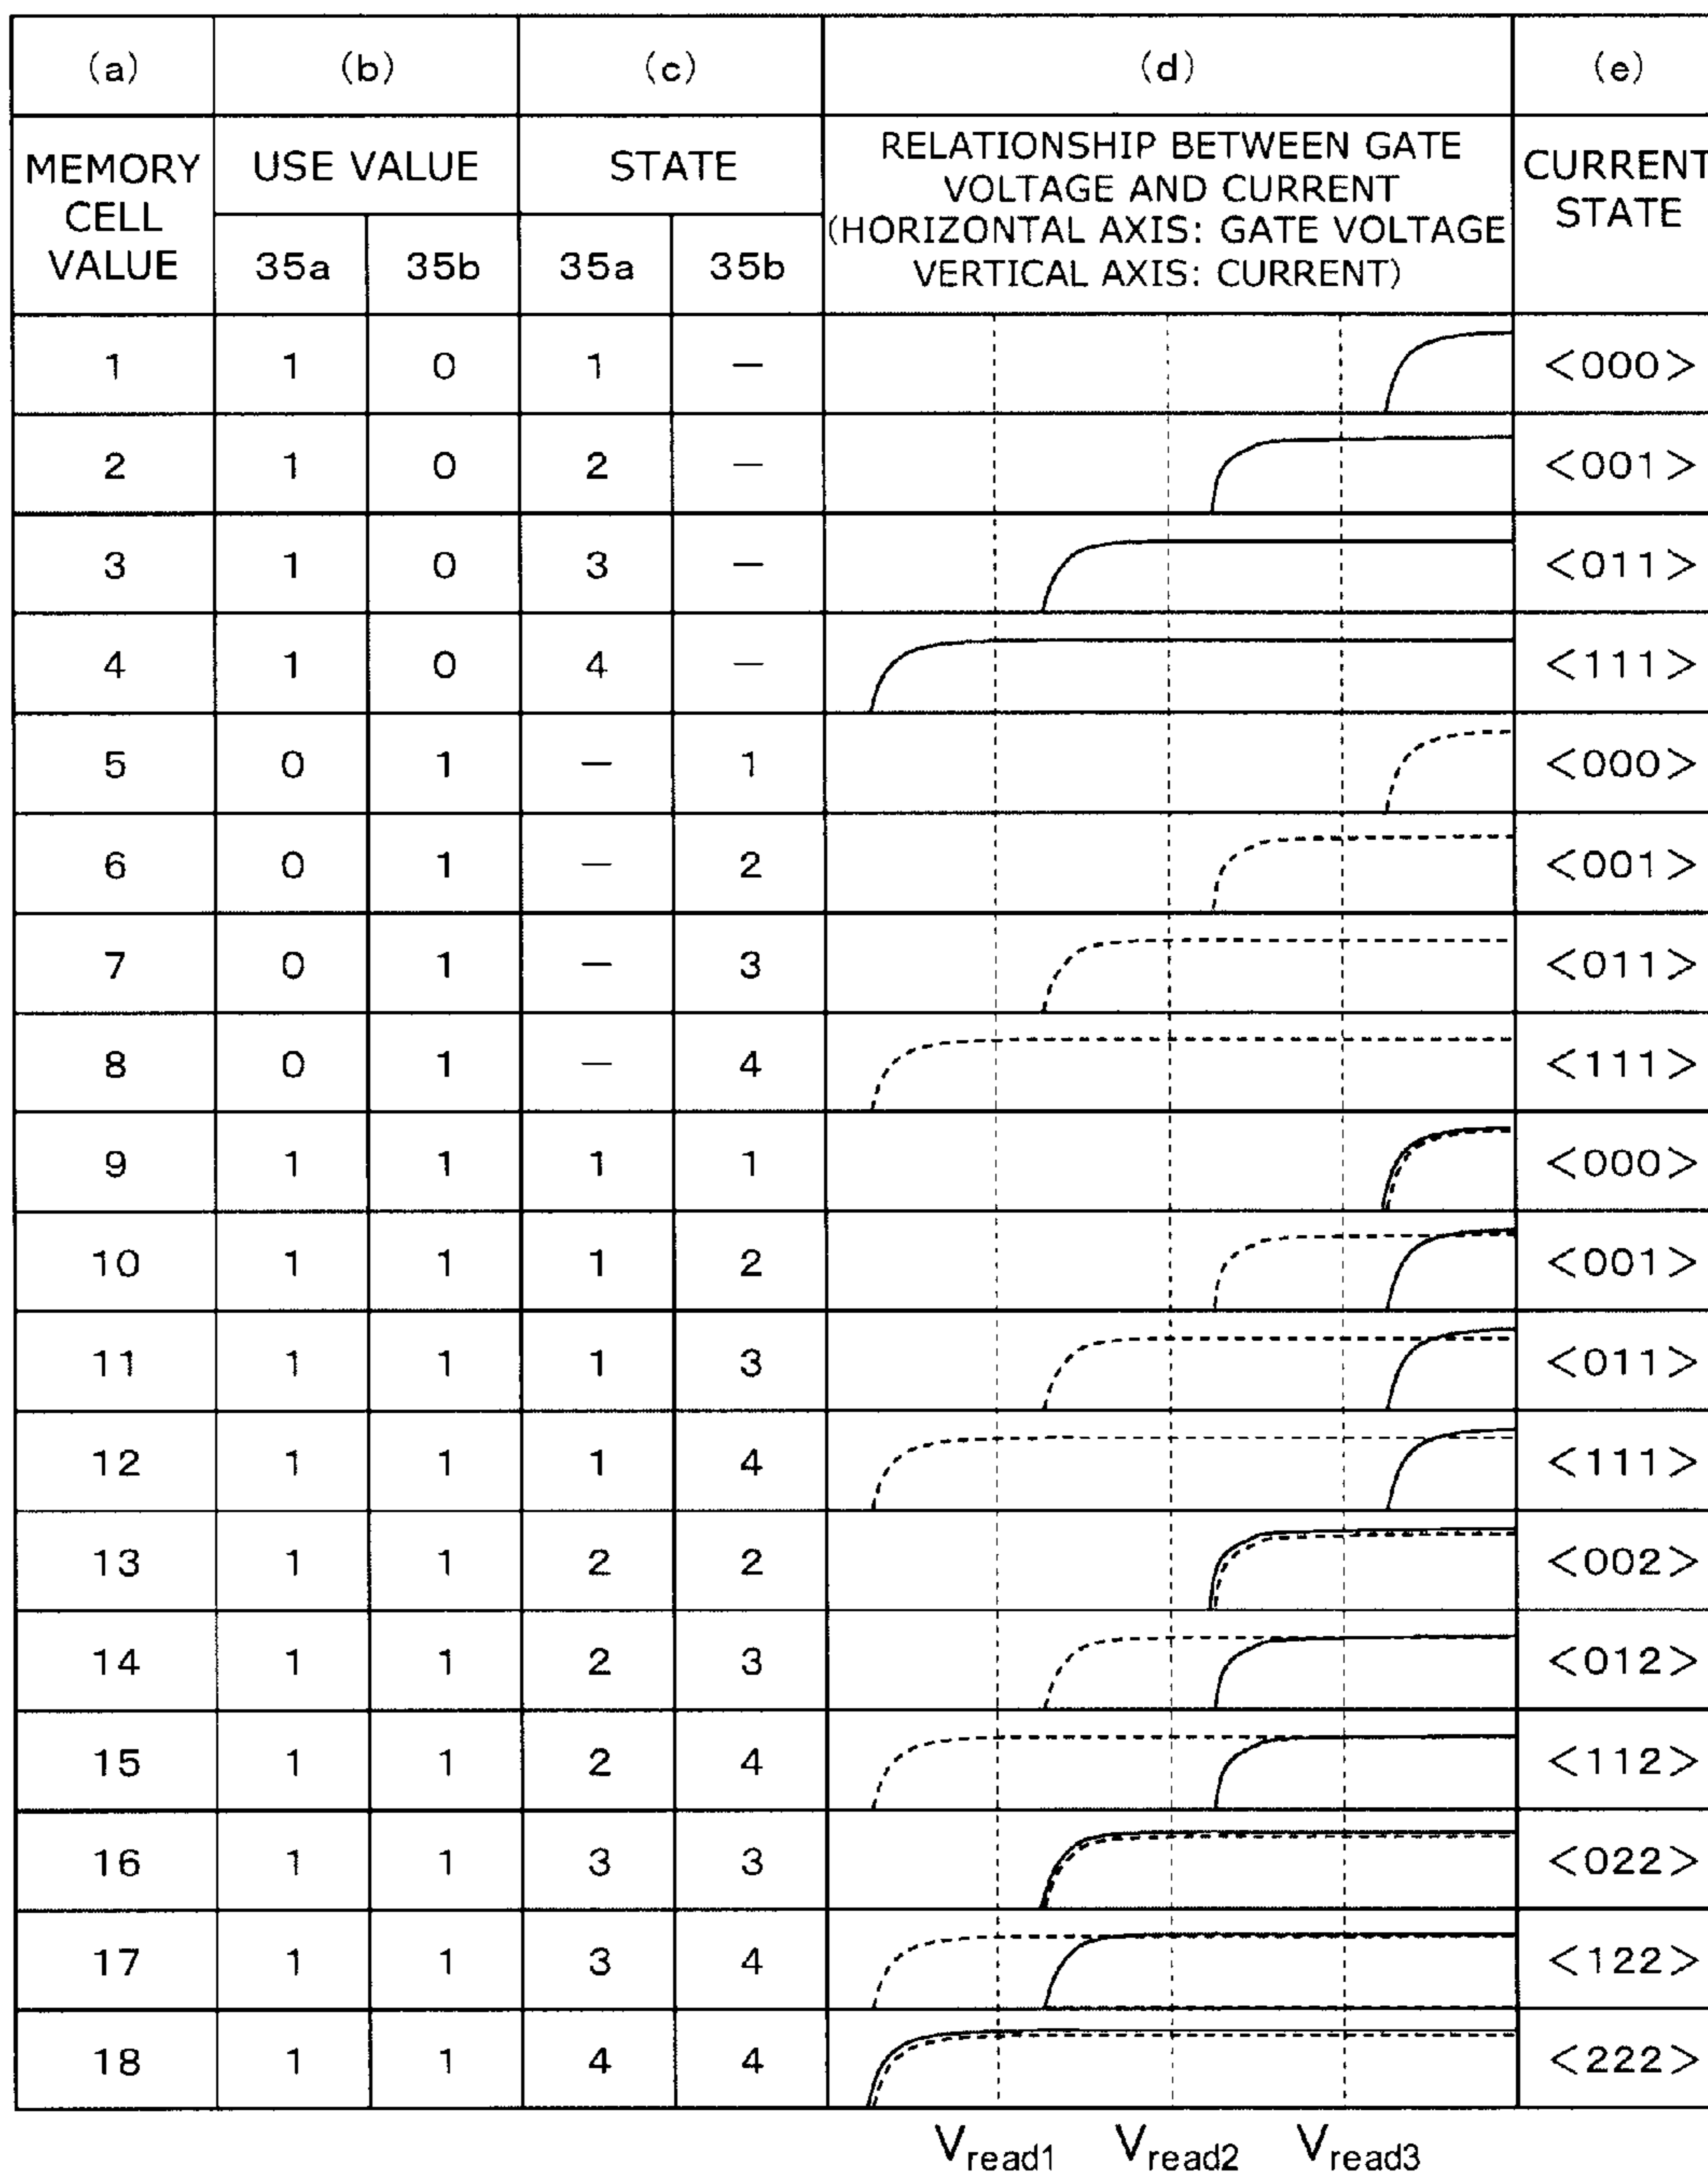 (a) (b) (c) (d) (e)
MEMORY CELL VALUE USE VALUE STATE RELATIONSHIP BETWEEN GATE VOLTAGE AND CURRENT (HORIZONTAL AXIS: GATE VOLTAGE VERTICAL AXIS: CURRENT) CURRENT STATE
35a 35b 35a 35b
1 1 0 1 — <000>
2 1 0 2 — <001>
3 1 0 3 — <011>
4 1 0 4 — <111>
5 0 1 — 1 <000>
6 0 1 — 2 <001>
7 0 1 — 3 <011>
8 0 1 — 4 <111>
9 1 1 1 1 <000>
10 1 1 1 2 <001>
11 1 1 1 3 <011>
12 1 1 1 4 <111>
13 1 1 2 2 <002>
14 1 1 2 3 <012>
15 1 1 2 4 <112>
16 1 1 3 3 <022>
17 1 1 3 4 <122>
18 1 1 4 4 <222>
Vread1 Vread2 Vread3